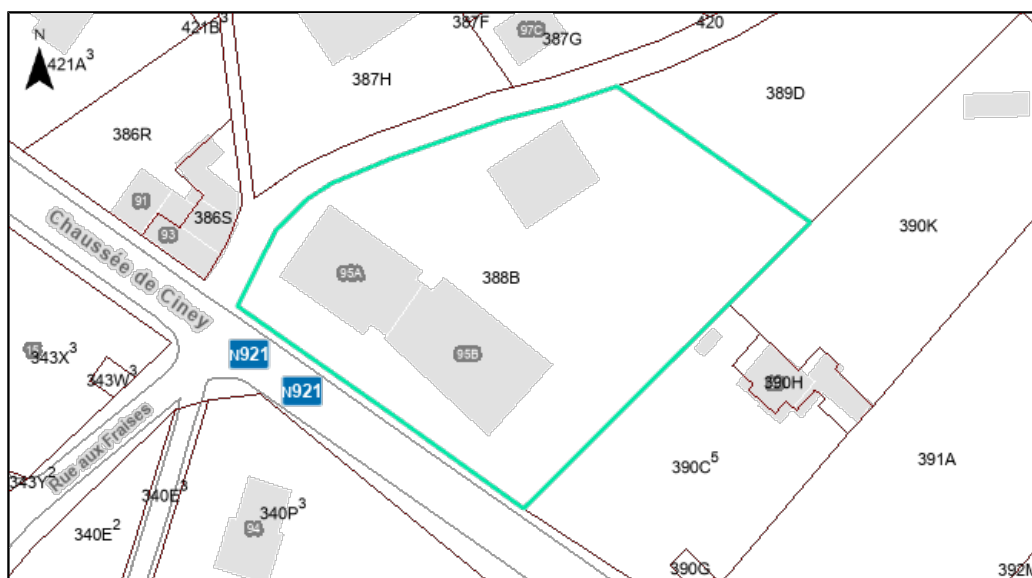 421B³
387F
97C
387G
420
N
421A³
387H
389D
386R
91
386S
93
Chaussée de Ciney
390K
95A
388B
15
343X³
N921
95B
343W³
N921
390H
Rue aux Fraises
390C⁵
391A
343Y²
340E³
340P³
340E²
94
390G
392M